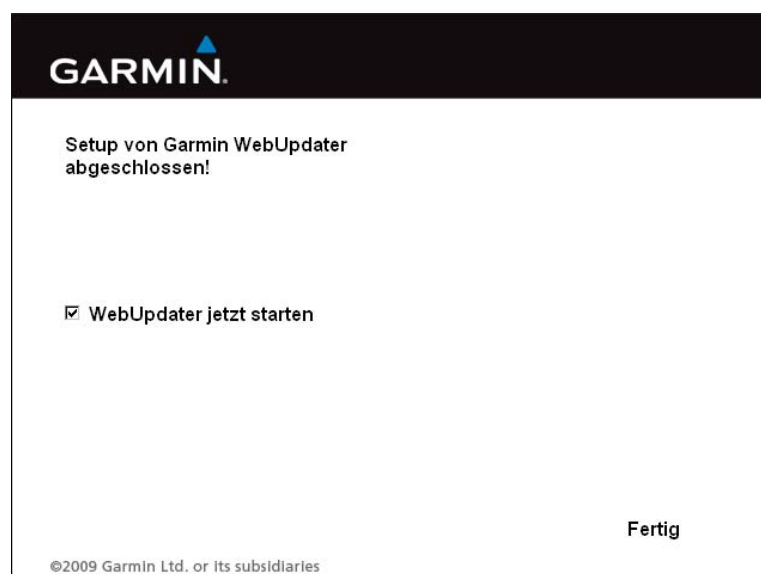 GARMIN.
Setup von Garmin WebUpdater
abgeschlossen!
WebUpdater jetzt starten
Fertig
©2009 Garmin Ltd. or its subsidiaries